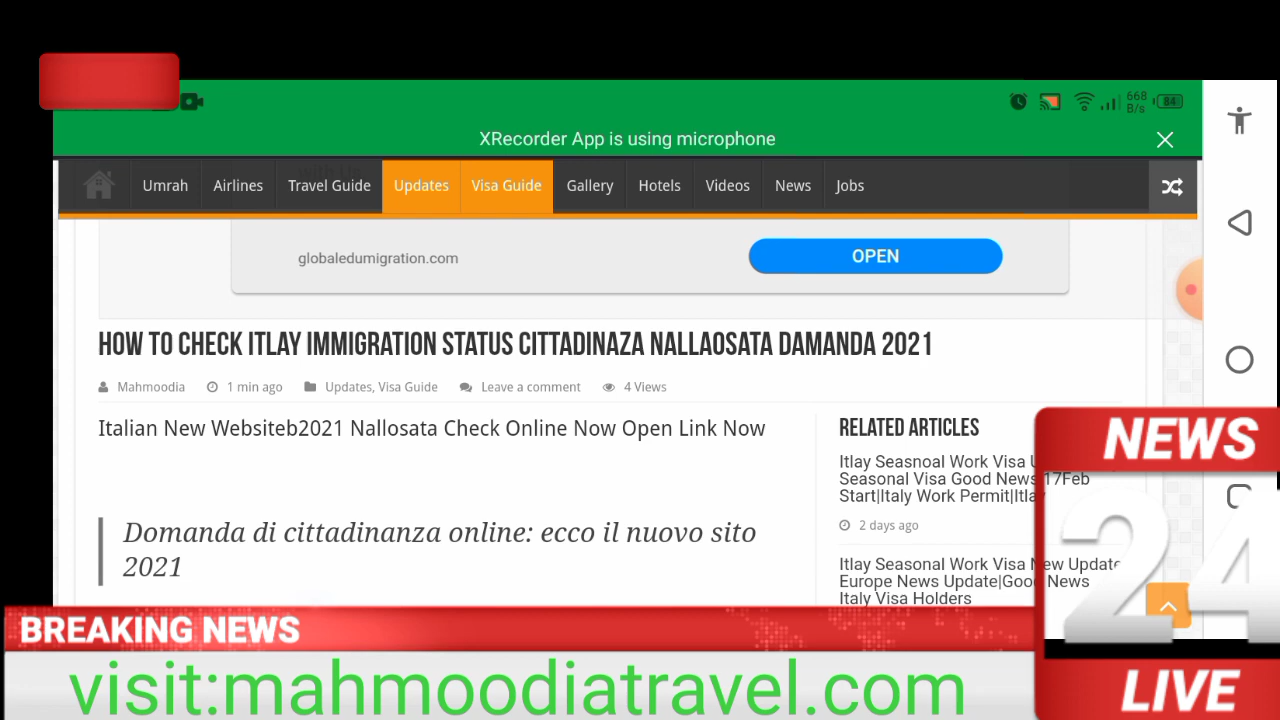 668
B/s
84
XRecorder App is using microphone
Umrah Airlines Travel Guide Updates Visa Guide Gallery Hotels Videos News Jobs
globaledumigration.com
OPEN
HOW TO CHECK ITLAY IMMIGRATION STATUS CITTADINAZA NALLAOSATA DAMANDA 2021
Mahmoodia 1 min ago Updates, Visa Guide Leave a comment 4 Views
Italian New Websiteb2021 Nallosata Check Online Now Open Link Now
Domanda di cittadinanza online: ecco il nuovo sito
2021
RELATED ARTICLES
Itlay Seasnoal Work Visa
Seasonal Visa Good News 17Feb
Start|Italy Work Permit|Itlay
2 days ago
Itlay Seasonal Work Visa New Update
Europe News Update|Good News
Italy Visa Holders
NEWS
24
LIVE
BREAKING NEWS
visit:mahmoodiatravel.com